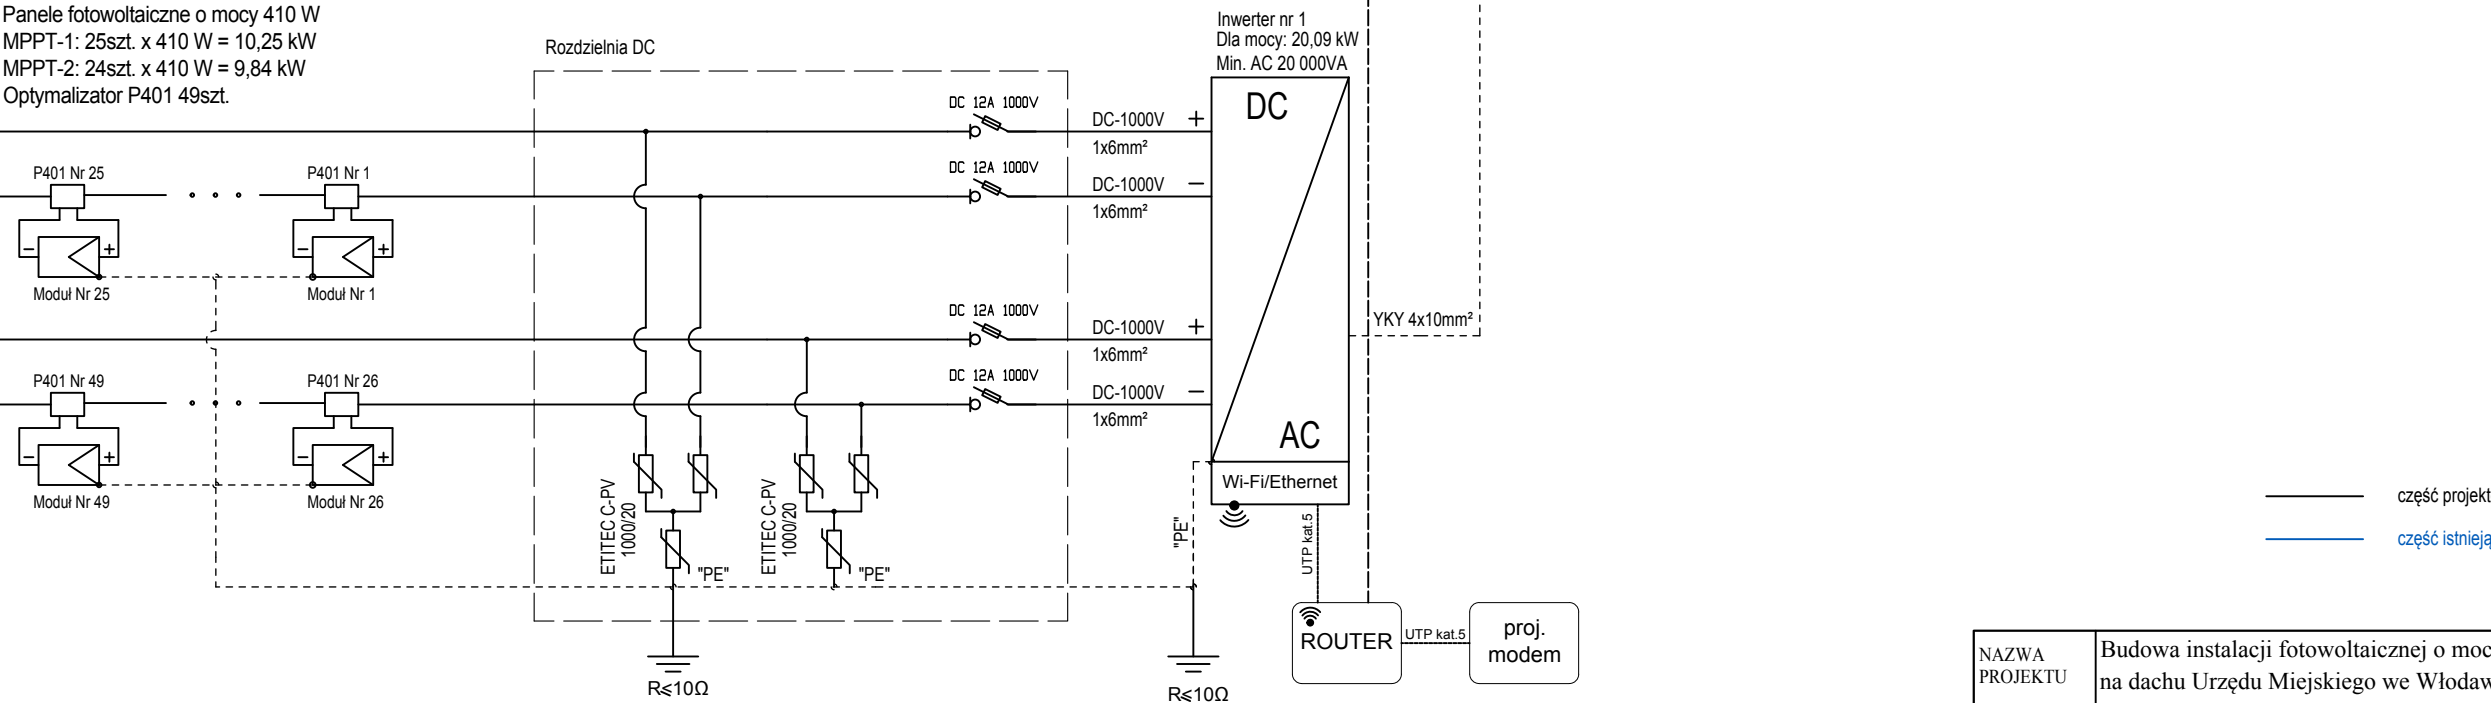 Panele fotowoltaiczne o mocy 410 W
MPPT-1: 25szt. x 410 W = 10,25 kW
MPPT-2: 24szt. x 410 W = 9,84 kW
Optymalizator P401 49szt.
Rozdzielnia DC
Inwerter nr 1
Dla mocy: 20,09 kW
Min. AC 20 000VA
DC 12A 1000V
DC-1000V +
1x6mm²
DC 12A 1000V
DC-1000V –
1x6mm²
DC
P401 Nr 25
P401 Nr 1
– +
– +
Moduł Nr 25
Moduł Nr 1
DC 12A 1000V
DC-1000V +
1x6mm²
YKY 4x10mm²
DC 12A 1000V
DC-1000V –
1x6mm²
P401 Nr 49
P401 Nr 26
– +
– +
Moduł Nr 49
Moduł Nr 26
AC
Wi-Fi/Ethernet
ETITEC C-PV
1000/20
"PE"
ETITEC C-PV
1000/20
"PE"
"PE"
UTP kat.5
R⩽10Ω
R⩽10Ω
ROUTER
UTP kat.5
proj.
modem
część projekt
część istnieją
NAZWA
PROJEKTU
Budowa instalacji fotowoltaicznej o moc
na dachu Urzędu Miejskiego we Włodaw